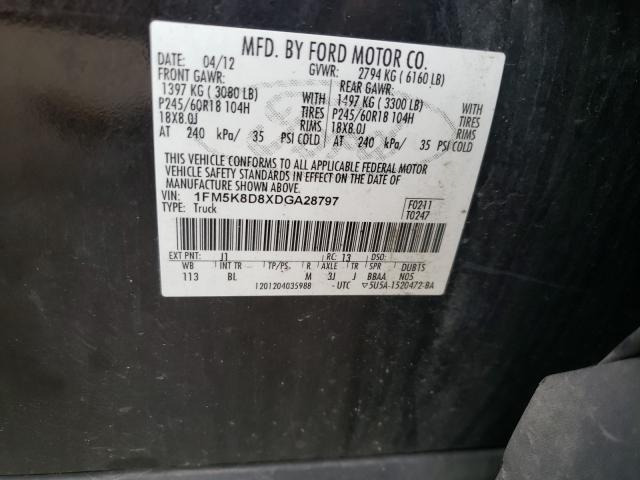 MFD. BY FORD MOTOR CO.
DATE: 04/12 GVWR: 2794 KG ( 6160 LB)
FRONT GAWR: REAR GAWR:
1397 KG ( 3080 LB) 1497 KG ( 3300 LB)
P245/60R18 104H TIRES P245/60R18 104H TIRES
18X8.0J RIMS 18X8.0J RIMS
AT 240 kPa/ 35 PSI COLD AT 240 kPa/ 35 PSI COLD
THIS VEHICLE CONFORMS TO ALL APPLICABLE FEDERAL MOTOR
VEHICLE SAFETY STANDARDS IN EFFECT ON THE DATE OF
MANUFACTURE SHOWN ABOVE.
VIN: 1FM5K8D8XDGA28797 F0211
TYPE: Truck T0247
EXT PNT: J1 RC: 13 DSO:
WB INT TR TP/PS R AXLE TR SPR DUBTS
113 BL M 3J J BBAA N05
1201204035988 - UTC ▽5U5A-1520472-BA
Ford